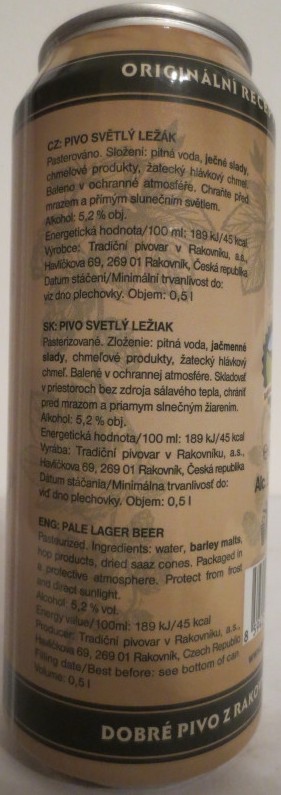 ORIGINÁLNÍ
CZ: PIVO SVĚTLÝ LEŽÁK
Pasterováno. Složení: pitná voda, ječné slady,
chmelové produkty, žatecký hlávkový chmel.
Baleno v ochranné atmosféře. Chraňte před
mrazem a přímým slunečním světlem.
Alkohol: 5,2 % obj.
Energetická hodnota/100 ml: 189 kJ/45 kcal
Výrobce: Tradiční pivovar v Rakovníku, a.s.,
Havlíčkova 69, 269 01 Rakovník, Česká republika
Datum stáčení/Minimální trvanlivost do:
viz dno plechovky. Objem: 0,5 l
SK: PIVO SVETLÝ LEŽIAK
Pasterizované. Zloženie: pitná voda, jačmenné
slady, chmeľové produkty, žatecký hlávkový
chmeľ. Balené v ochrannej atmosfére. Skladovať
v priestoroch bez zdroja sálavého tepla, chrániť
pred mrazom a priamym slnečným žiarením.
Alkohol: 5,2 % obj.
Energetická hodnota/100 ml: 189 kJ/45 kcal
Výraba: Tradiční pivovar v Rakovníku, a.s.,
Havlíčkova 69, 269 01 Rakovník, Česká republika
Dátum stáčania/Minimálna trvanlivosť do:
viď dno plechovky. Objem: 0,5 l
Alc.
ENG: PALE LAGER BEER
Pasteurized. Ingredients: water, barley malts,
hop products, dried saaz cones. Packaged in
a protective atmosphere. Protect from frost
and direct sunlight.
Alcohol: 5,2 % vol.
Energy value/100ml: 189 kJ/45 kcal
Producer: Tradiční pivovar v Rakovníku, a.s.,
Havlíčkova 69, 269 01 Rakovník, Czech Republic
Filling date/Best before: see bottom of can
Volume: 0,5 l
8
DOBRÉ PIVO Z